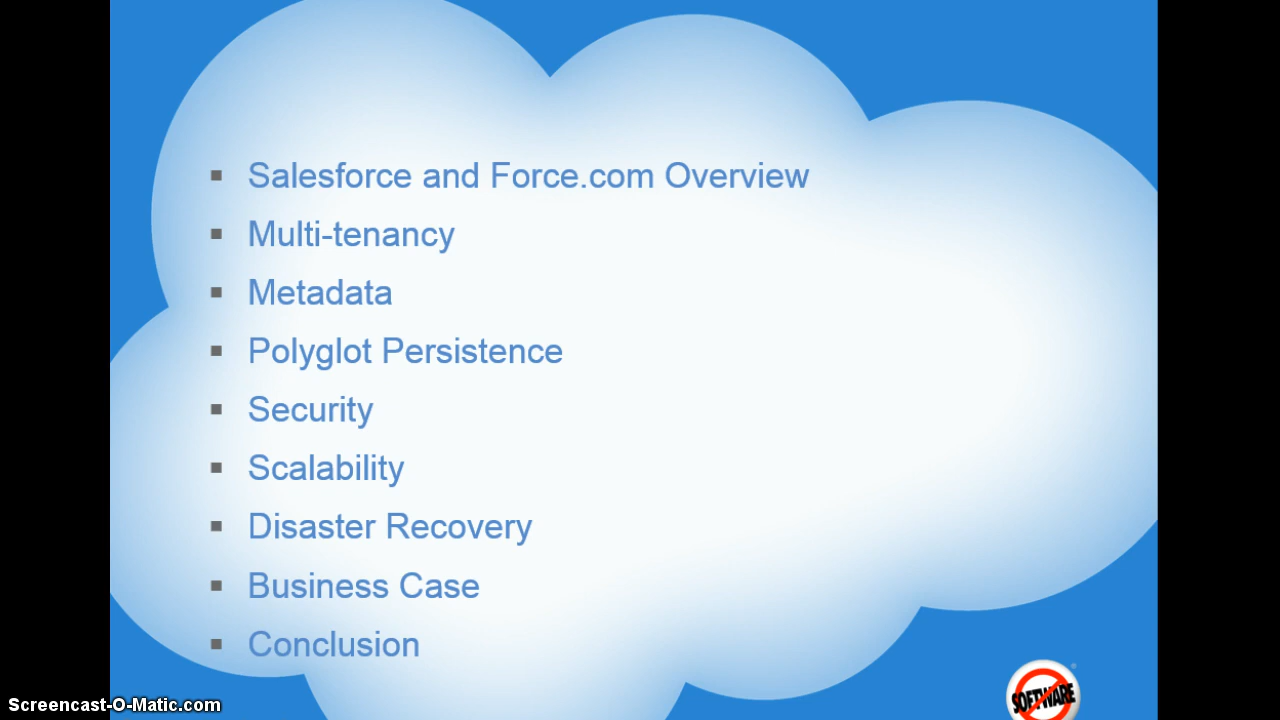 Salesforce and Force.com Overview
Multi-tenancy
Metadata
Polyglot Persistence
Security
Scalability
Disaster Recovery
Business Case
Conclusion
SOFTWARE
Screencast-O-Matic.com